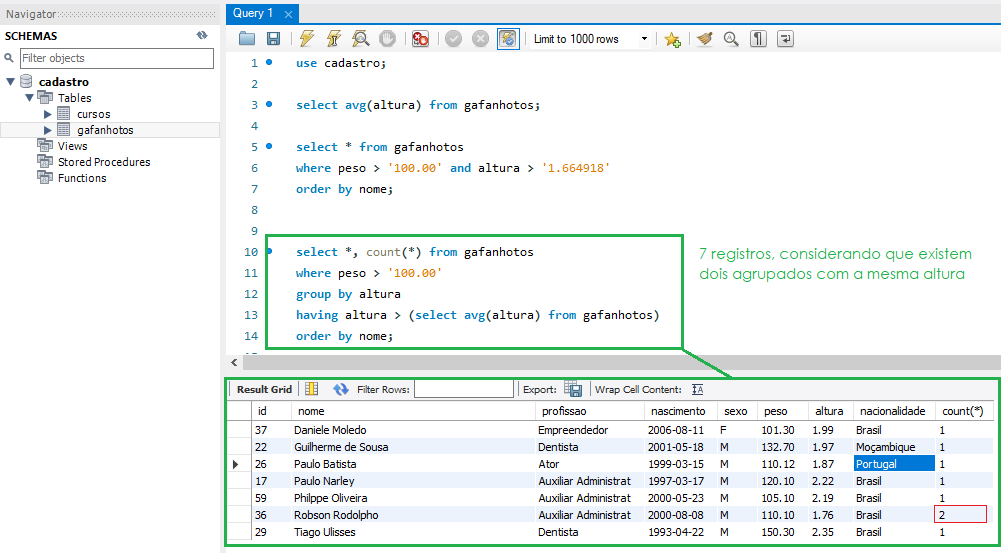 Navigator
SCHEMAS
Filter objects
cadastro
Tables
cursos
gafanhotos
Views
Stored Procedures
Functions
Query 1
Limit to 1000 rows
1 use cadastro;
2
3 select avg(altura) from gafanhotos;
4
5 select * from gafanhotos
6 where peso > '100.00' and altura > '1.664918'
7 order by nome;
8
9
10 select *, count(*) from gafanhotos
11 where peso > '100.00'
12 group by altura
13 having altura > (select avg(altura) from gafanhotos)
14 order by nome;
7 registros, considerando que existem
dois agrupados com a mesma altura
Result Grid Filter Rows: Export: Wrap Cell Content:
id nome profissao nascimento sexo peso altura nacionalidade count(*)
37 Daniele Moledo Empreendedor 2006-08-11 F 101.30 1.99 Brasil 1
22 Guilherme de Sousa Dentista 2001-05-18 M 132.70 1.97 Moçambique 1
26 Paulo Batista Ator 1999-03-15 M 110.12 1.87 Portugal 1
17 Paulo Narley Auxiliar Administrat 1997-03-17 M 120.10 2.22 Brasil 1
59 Philppe Oliveira Auxiliar Administrat 2000-05-23 M 105.10 2.19 Brasil 1
36 Robson Rodolpho Auxiliar Administrat 2000-08-08 M 110.10 1.76 Brasil 2
29 Tiago Ulisses Dentista 1993-04-22 M 150.30 2.35 Brasil 1